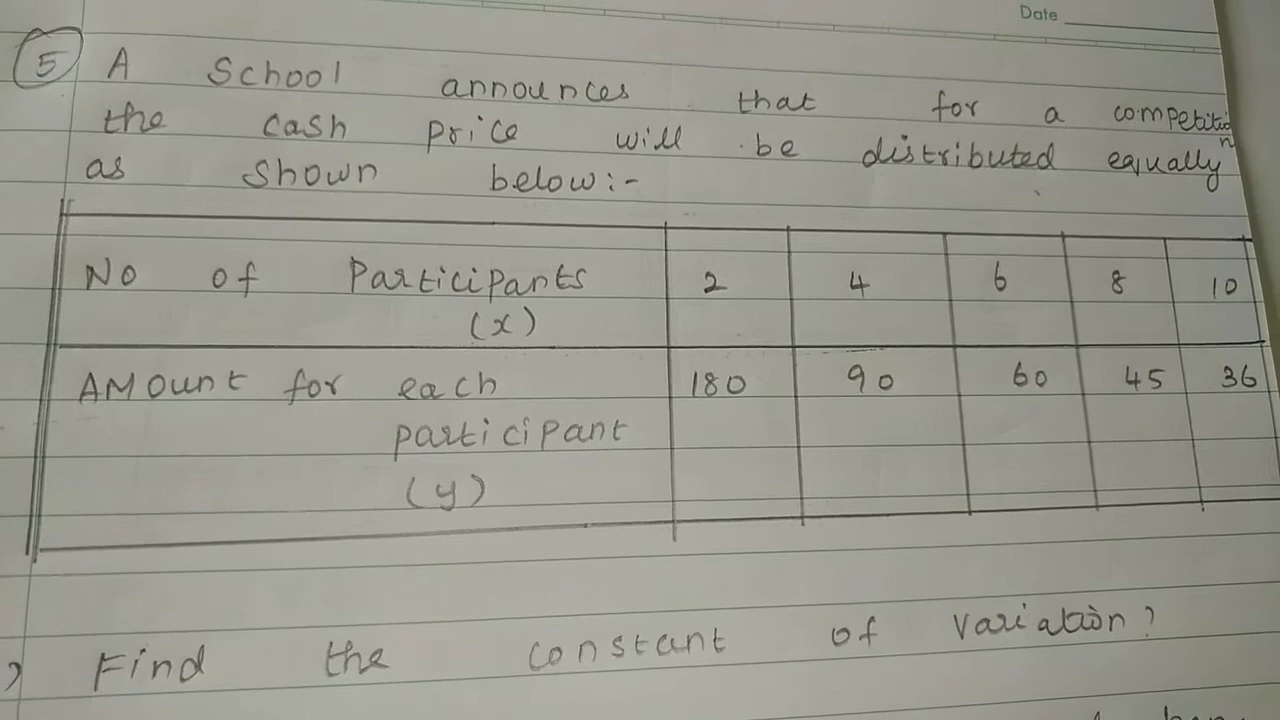 Date
5 A School announces that for a competition
the cash price will be distributed equally
as shown below:-
No of Participants (x) 2 4 6 8 10
AMount for each participant (y) 180 90 60 45 36
) Find the constant of variation?